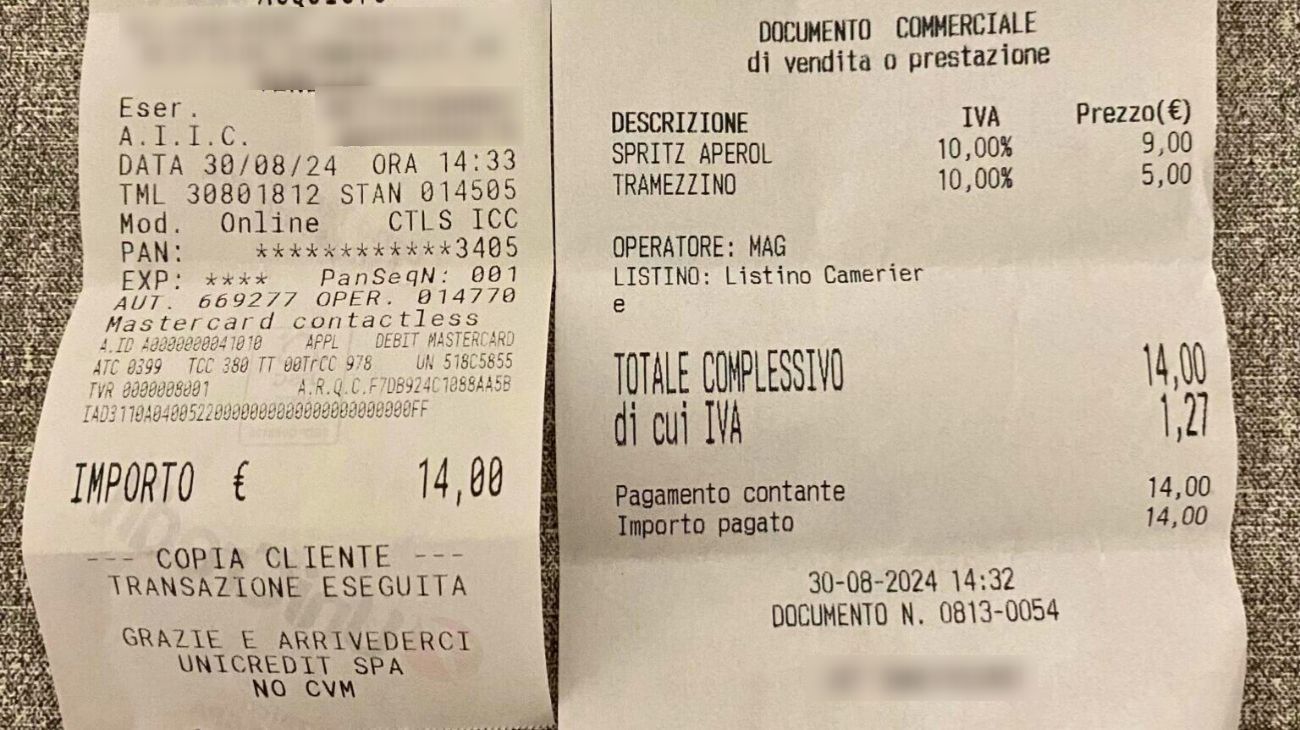 Eser.
A.I.I.C.
DATA 30/08/24 ORA 14:33
TML 30801812 STAN 014505
Mod. Online CTLS ICC
PAN: ************3405
EXP: **** PanSeqN: 001
AUT. 669277 OPER. 014770
Mastercard contactless
A.ID A0000000041010 APPL DEBIT MASTERCARD
ATC 0399 TCC 380 TT 00TrCC 978 UN 518C5855
TVR 0000008001 A.R.Q.C.F7DB924C1088AA5B
IMPORTO € 14,00
--- COPIA CLIENTE ---
TRANSAZIONE ESEGUITA
GRAZIE E ARRIVEDERCI
UNICREDIT SPA
NO CVM
DOCUMENTO COMMERCIALE
di vendita o prestazione
DESCRIZIONE IVA Prezzo(€)
SPRITZ APEROL 10,00% 9,00
TRAMEZZINO 10,00% 5,00
OPERATORE: MAG
LISTINO: Listino Camerier
e
TOTALE COMPLESSIVO 14,00
di cui IVA 1,27
Pagamento contante 14,00
Importo pagato 14,00
30-08-2024 14:32
DOCUMENTO N. 0813-0054